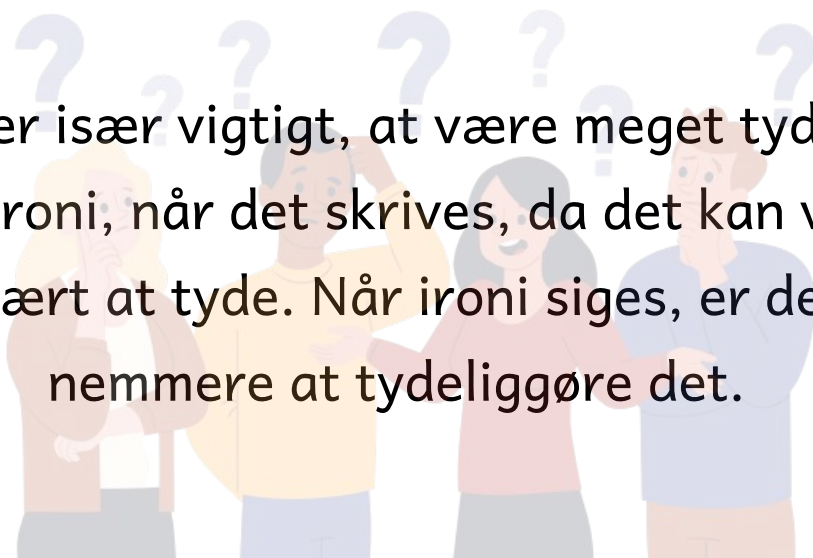 er især vigtigt, at være meget tyd
roni, når det skrives, da det kan v
ært at tyde. Når ironi siges, er de
nemmere at tydeliggøre det.